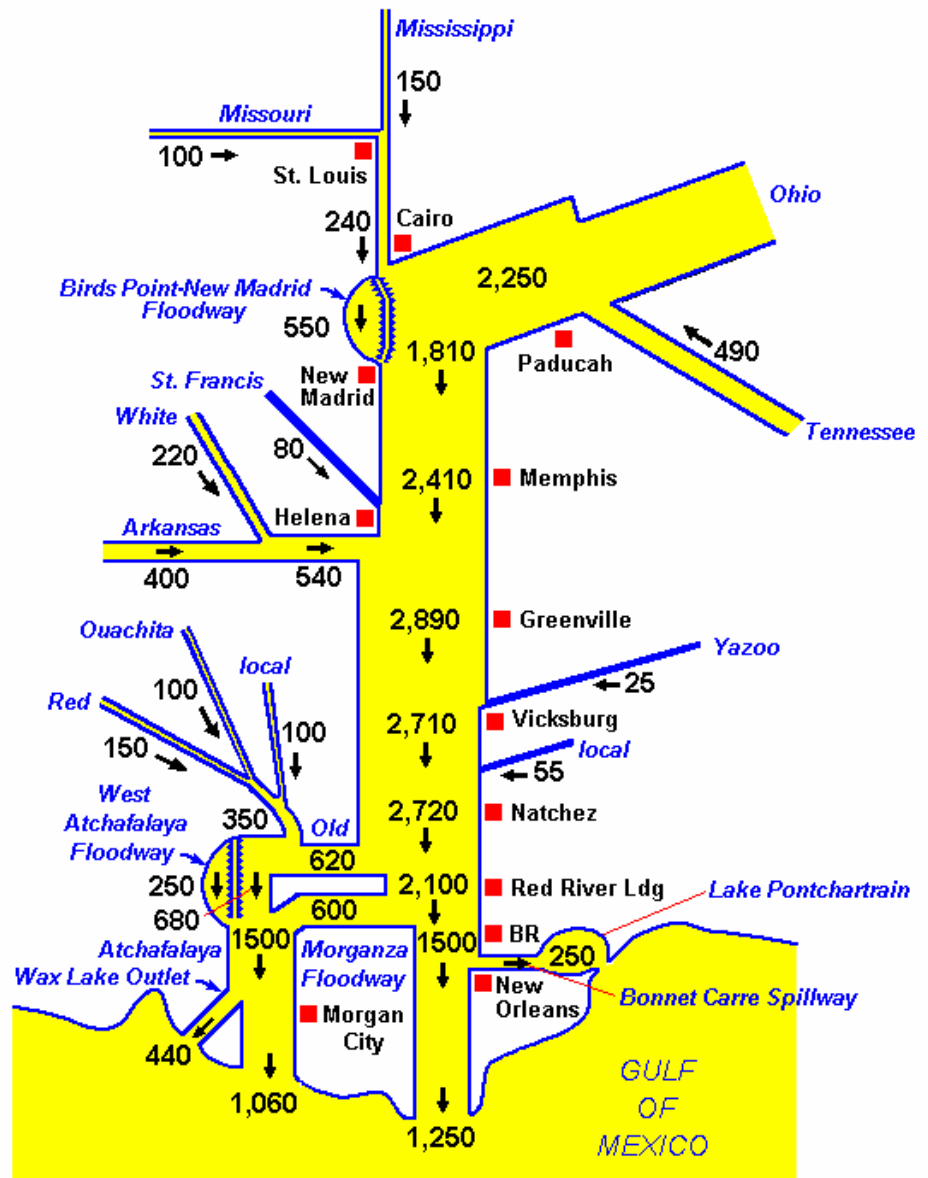 Mississippi
150
Missouri
100
St. Louis
Ohio
240
Cairo
2,250
Birds Point-New Madrid
Floodway
550
1,810
490
Paducah
New
Madrid
St. Francis
White
Tennessee
220
80
2,410
Memphis
Helena
Arkansas
400
540
2,890
Greenville
Ouachita
local
Yazoo
25
Red
100
150
100
2,710
Vicksburg
local
55
West
Atchafalaya
Floodway
350
Old
2,720
Natchez
620
250
2,100
Red River Ldg
Lake Pontchartrain
680
600
Atchafalaya
1500
Morganza
Floodway
1500
BR
250
Wax Lake Outlet
New
Orleans
Bonnet Carre Spillway
Morgan
City
440
1,060
1,250
GULF
OF
MEXICO